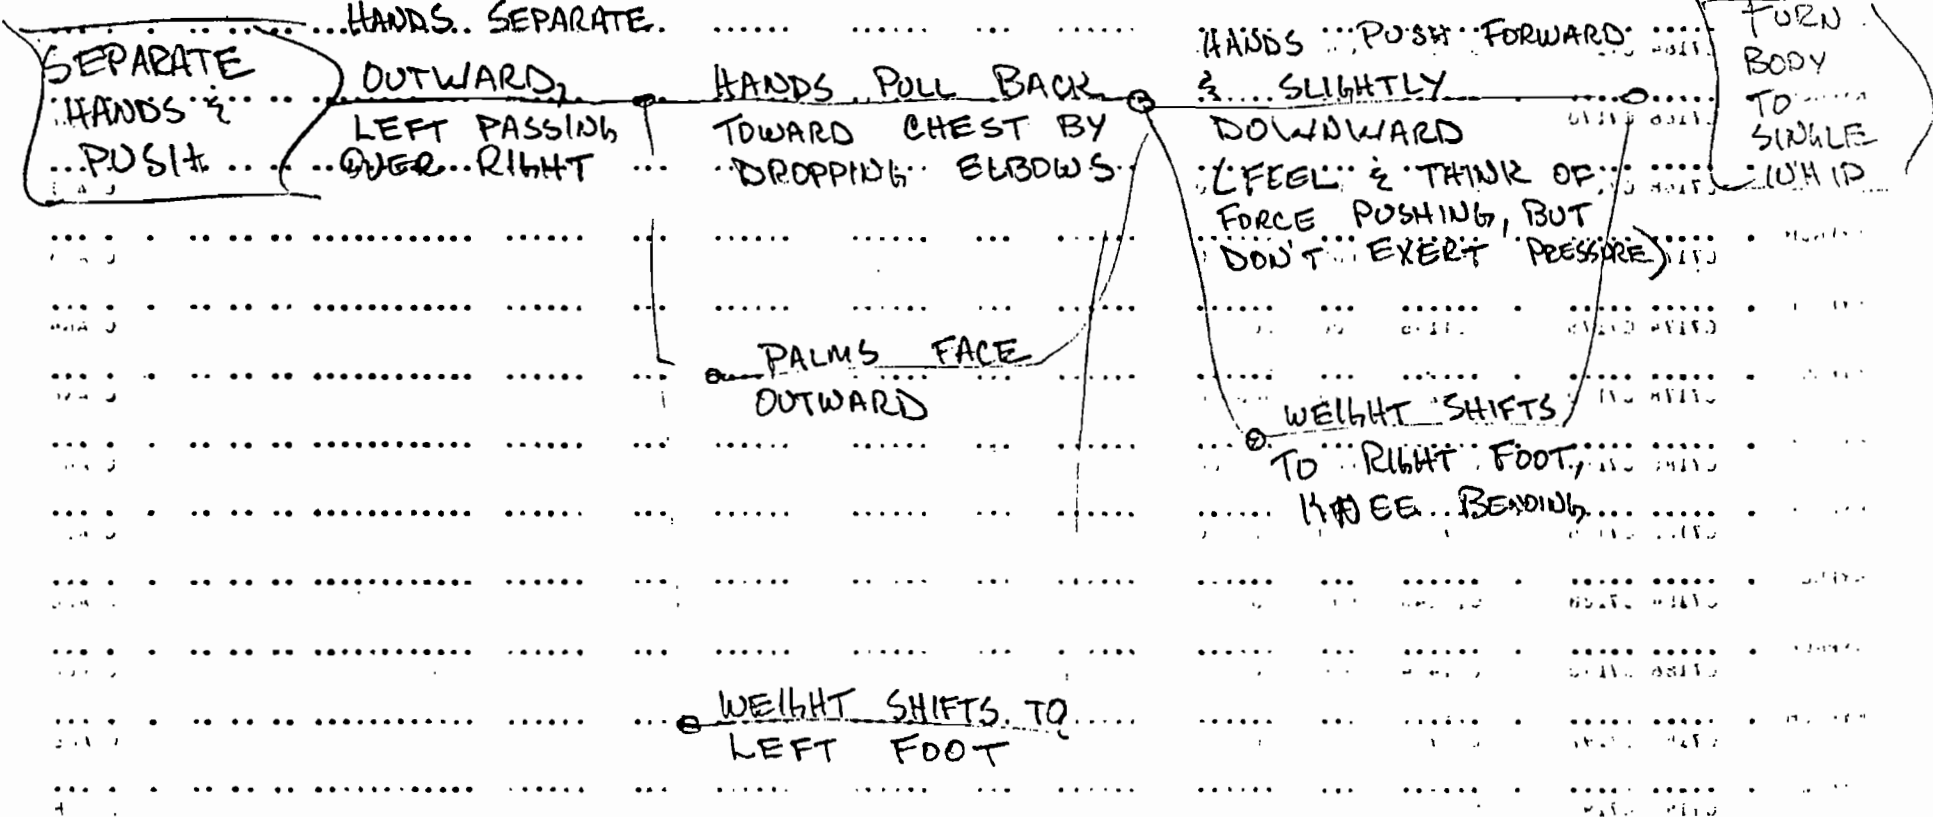 SEPARATE
HANDS &
PUSH
HANDS SEPARATE
OUTWARD,
LEFT PASSING
OVER RIGHT
HANDS PULL BACK
TOWARD CHEST BY
DROPPING ELBOWS
PALMS FACE
OUTWARD
WEIGHT SHIFTS TO
LEFT FOOT
HANDS PUSH FORWARD
& SLIGHTLY
DOWNWARD
(FEEL & THINK OF
FORCE PUSHING, BUT
DON'T EXERT PRESSURE)
WEIGHT SHIFTS
TO RIGHT FOOT,
KNEE BENDING
TURN
BODY
TO
SINGLE
WHIP